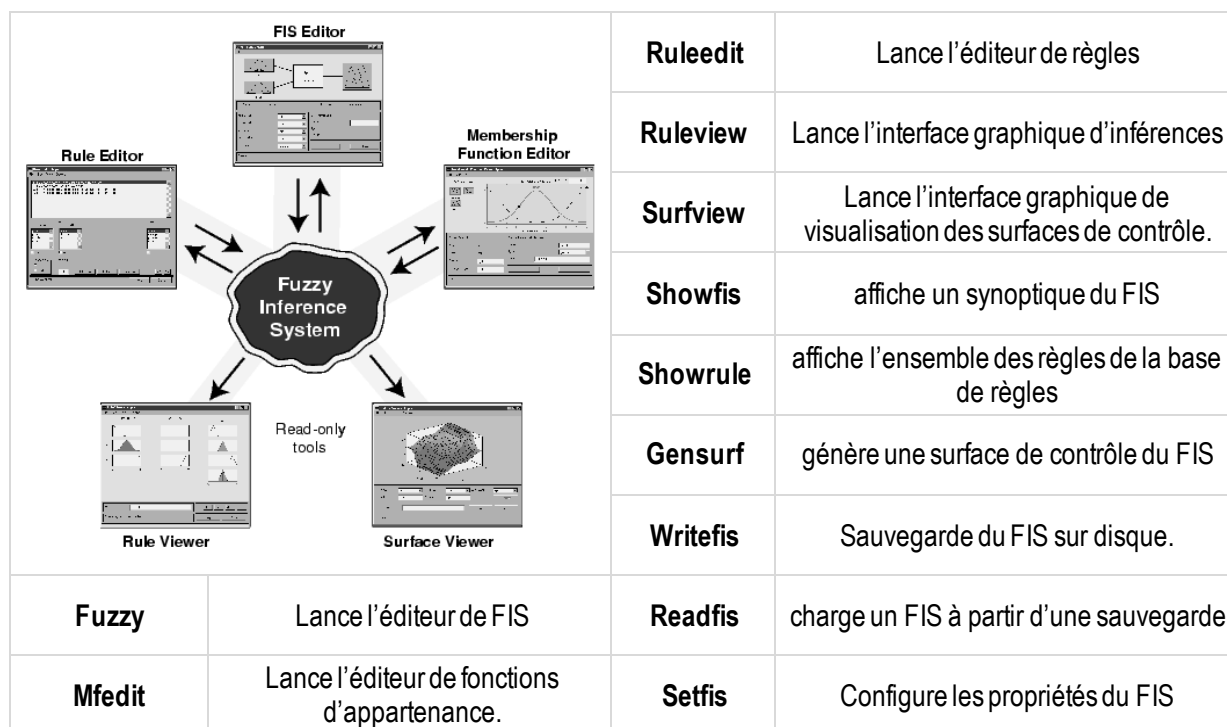 FIS Editor
Rule Editor
Membership
Function Editor
Fuzzy
Inference
System
Read-only
tools
Rule Viewer
Surface Viewer
Ruleedit
Lance l’éditeur de règles
Ruleview
Lance l’interface graphique d’inférences
Surfview
Lance l’interface graphique de
visualisation des surfaces de contrôle.
Showfis
affiche un synoptique du FIS
Showrule
affiche l’ensemble des règles de la base
de règles
Gensurf
génère une surface de contrôle du FIS
Writefis
Sauvegarde du FIS sur disque.
Fuzzy
Lance l’éditeur de FIS
Readfis
charge un FIS à partir d’une sauvegarde
Mfedit
Lance l’éditeur de fonctions
d’appartenance.
Setfis
Configure les propriétés du FIS